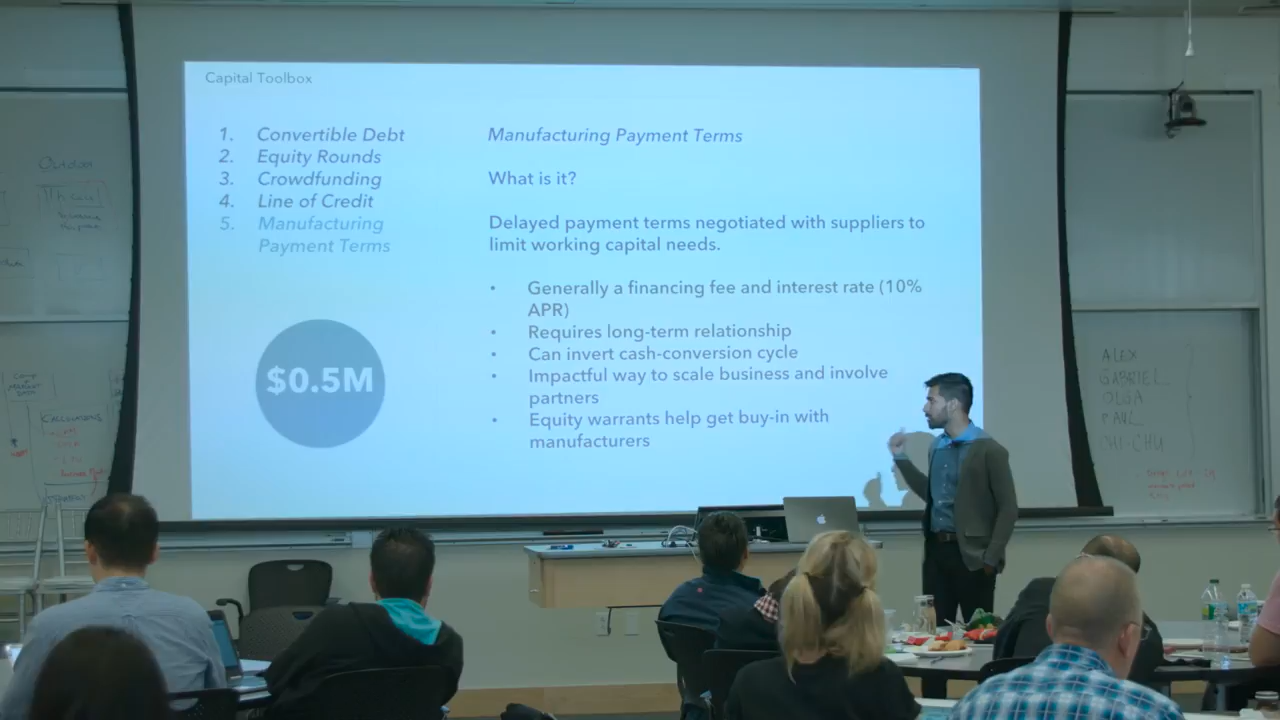 Capital Toolbox
1. Convertible Debt
2. Equity Rounds
3. Crowdfunding
4. Line of Credit
5. Manufacturing
Payment Terms
$0.5M
Manufacturing Payment Terms
What is it?
Delayed payment terms negotiated with suppliers to
limit working capital needs.
• Generally a financing fee and interest rate (10%
APR)
• Requires long-term relationship
• Can invert cash-conversion cycle
• Impactful way to scale business and involve
partners
• Equity warrants help get buy-in with
manufacturers
ALEX
GABRIEL
OLGA
PAUL
CHI-CHU